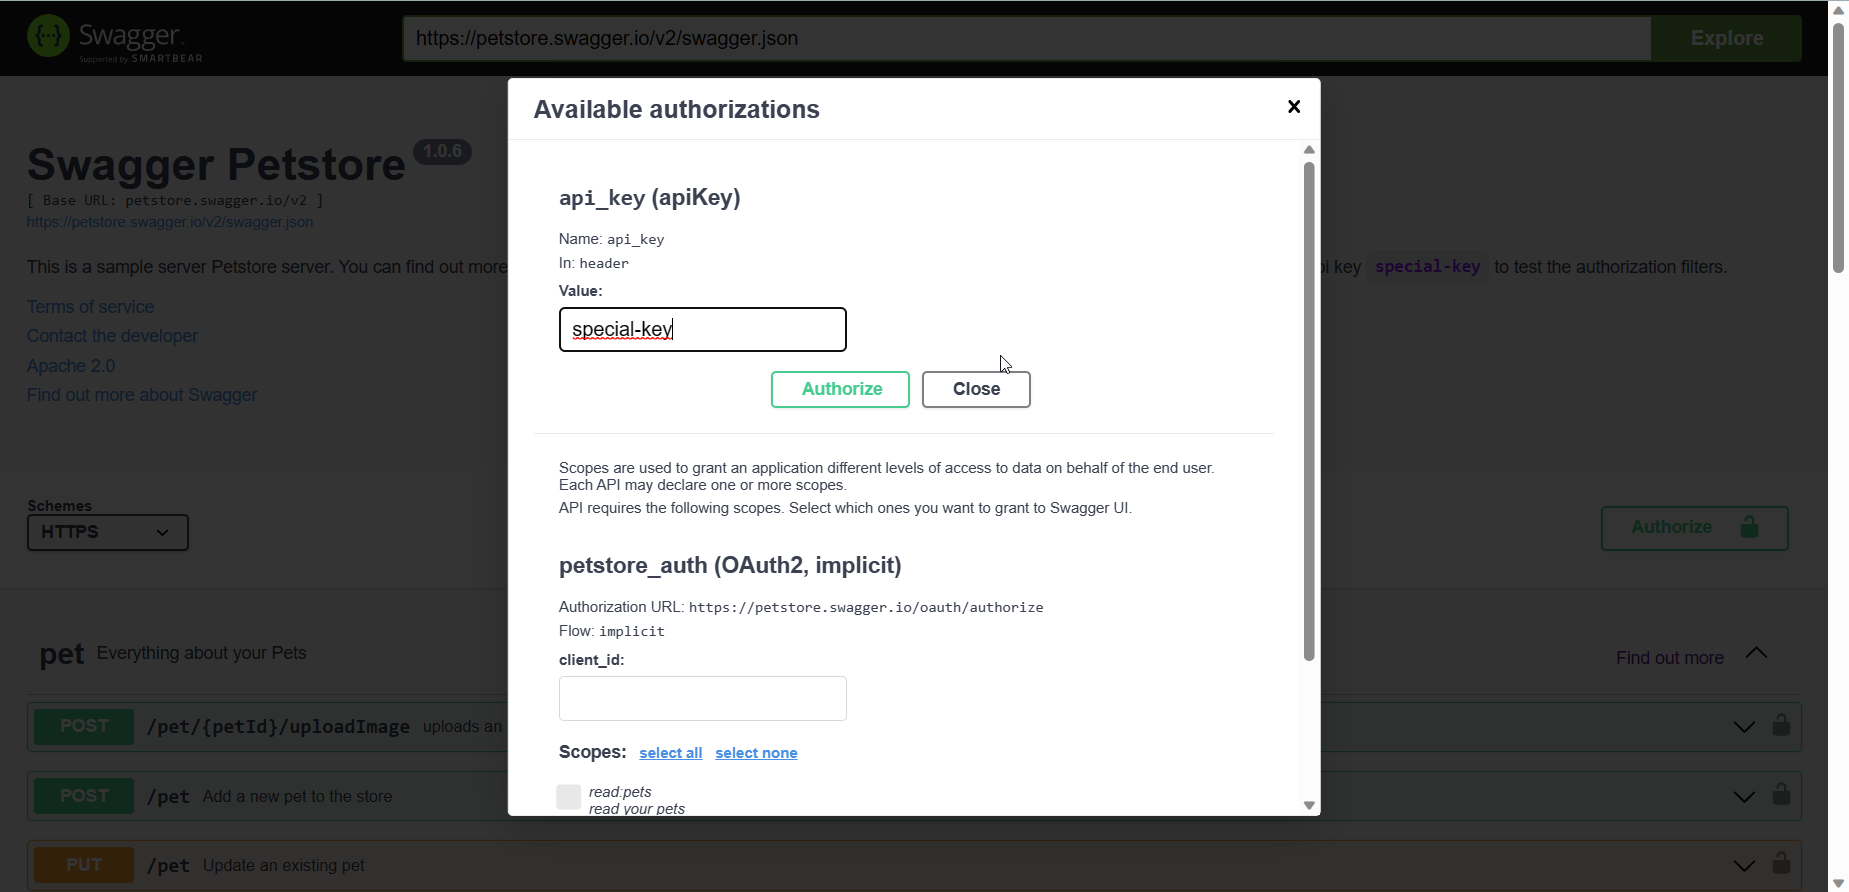 Swagger
Supported by SMARTBEAR
https://petstore.swagger.io/v2/swagger.json
Explore
Available authorizations
Swagger Petstore 1.0.6
[ Base URL: petstore.swagger.io/v2 ]
https://petstore.swagger.io/v2/swagger.json
This is a sample server Petstore server. You can find out more
key special-key to test the authorization filters.
Terms of service
Contact the developer
Apache 2.0
Find out more about Swagger
api_key (apiKey)
Name: api_key
In: header
Value:
special-key
Authorize
Close
Scopes are used to grant an application different levels of access to data on behalf of the end user.
Each API may declare one or more scopes.
API requires the following scopes. Select which ones you want to grant to Swagger UI.
Schemes
HTTPS
Authorize
petstore_auth (OAuth2, implicit)
Authorization URL: https://petstore.swagger.io/oauth/authorize
Flow: implicit
client_id:
Scopes: select all select none
read:pets
read your pets
pet Everything about your Pets
Find out more
POST /pet/{petId}/uploadImage uploads an
POST /pet Add a new pet to the store
PUT /pet Update an existing pet